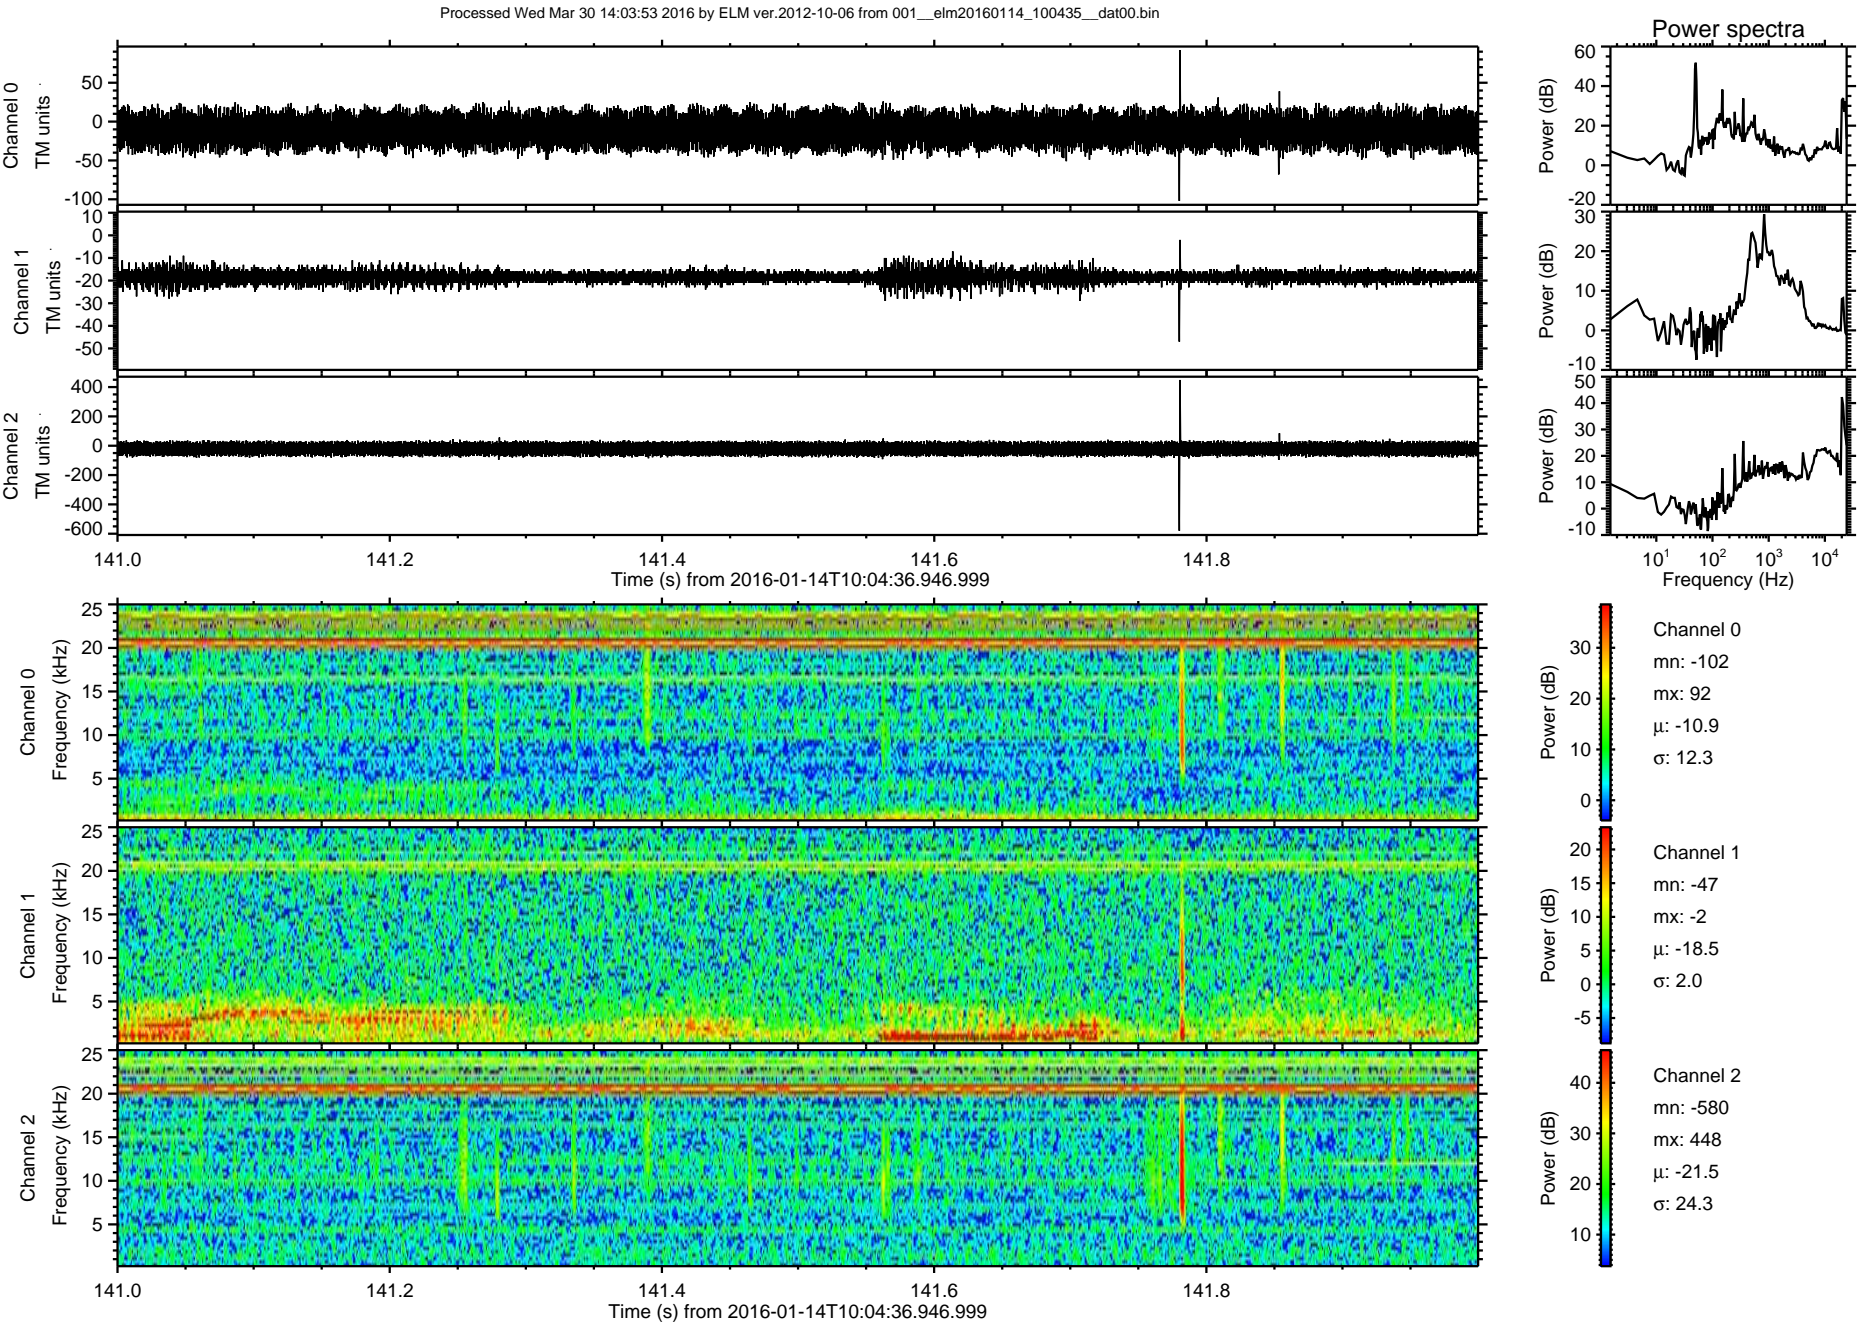 Processed Wed Mar 30 14:03:53 2016 by ELM ver.2012-10-06 from 001__elm20160114_100435__dat00.bin
Power spectra
Channel 0
TM units
50
0
-50
-100
Power (dB)
60
40
20
0
-20
Channel 1
TM units
10
0
-10
-20
-30
-40
-50
Power (dB)
30
20
10
0
-10
Channel 2
TM units
400
200
0
-200
-400
-600
Power (dB)
50
40
30
20
10
0
-10
141.0 141.2 141.4 141.6 141.8
Time (s) from 2016-01-14T10:04:36.946.999
10¹ 10² 10³ 10⁴
Frequency (Hz)
Channel 0
Frequency (kHz)
25
20
15
10
5
Power (dB)
30
20
10
0
Channel 0
mn: -102
mx: 92
μ: -10.9
σ: 12.3
Channel 1
Frequency (kHz)
25
20
15
10
5
Power (dB)
20
15
10
5
0
-5
Channel 1
mn: -47
mx: -2
μ: -18.5
σ: 2.0
Channel 2
Frequency (kHz)
25
20
15
10
5
Power (dB)
40
30
20
10
Channel 2
mn: -580
mx: 448
μ: -21.5
σ: 24.3
141.0 141.2 141.4 141.6 141.8
Time (s) from 2016-01-14T10:04:36.946.999